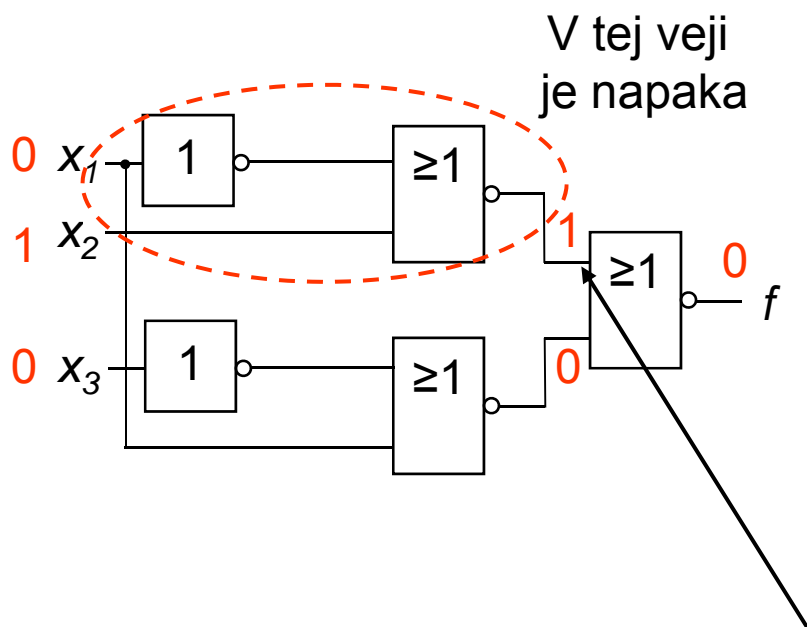 V tej veji
je napaka
0 x1 1 ≥1
1 x2 1 ≥1 0 f
0 x3 1 ≥1 0